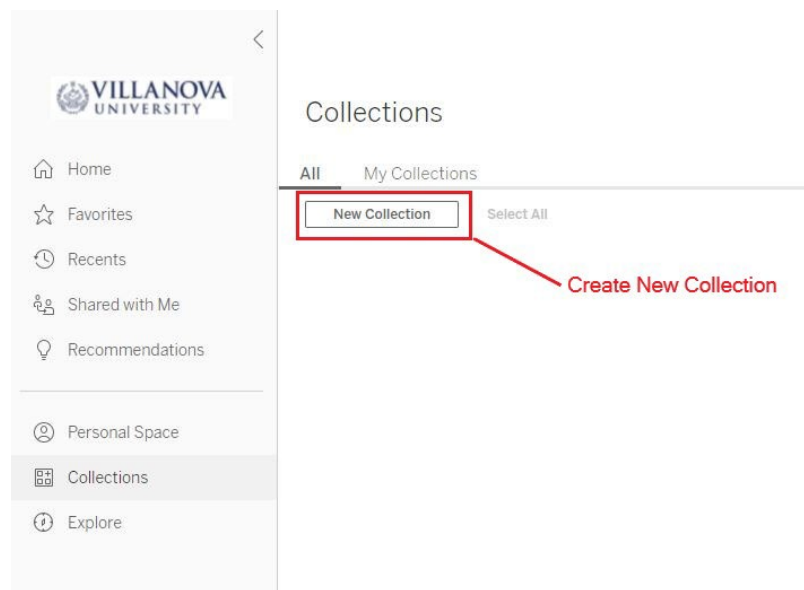 VILLANOVA
UNIVERSITY
Home
Favorites
Recents
Shared with Me
Recommendations
Personal Space
Collections
Explore
Collections
All My Collections
New Collection Select All
Create New Collection